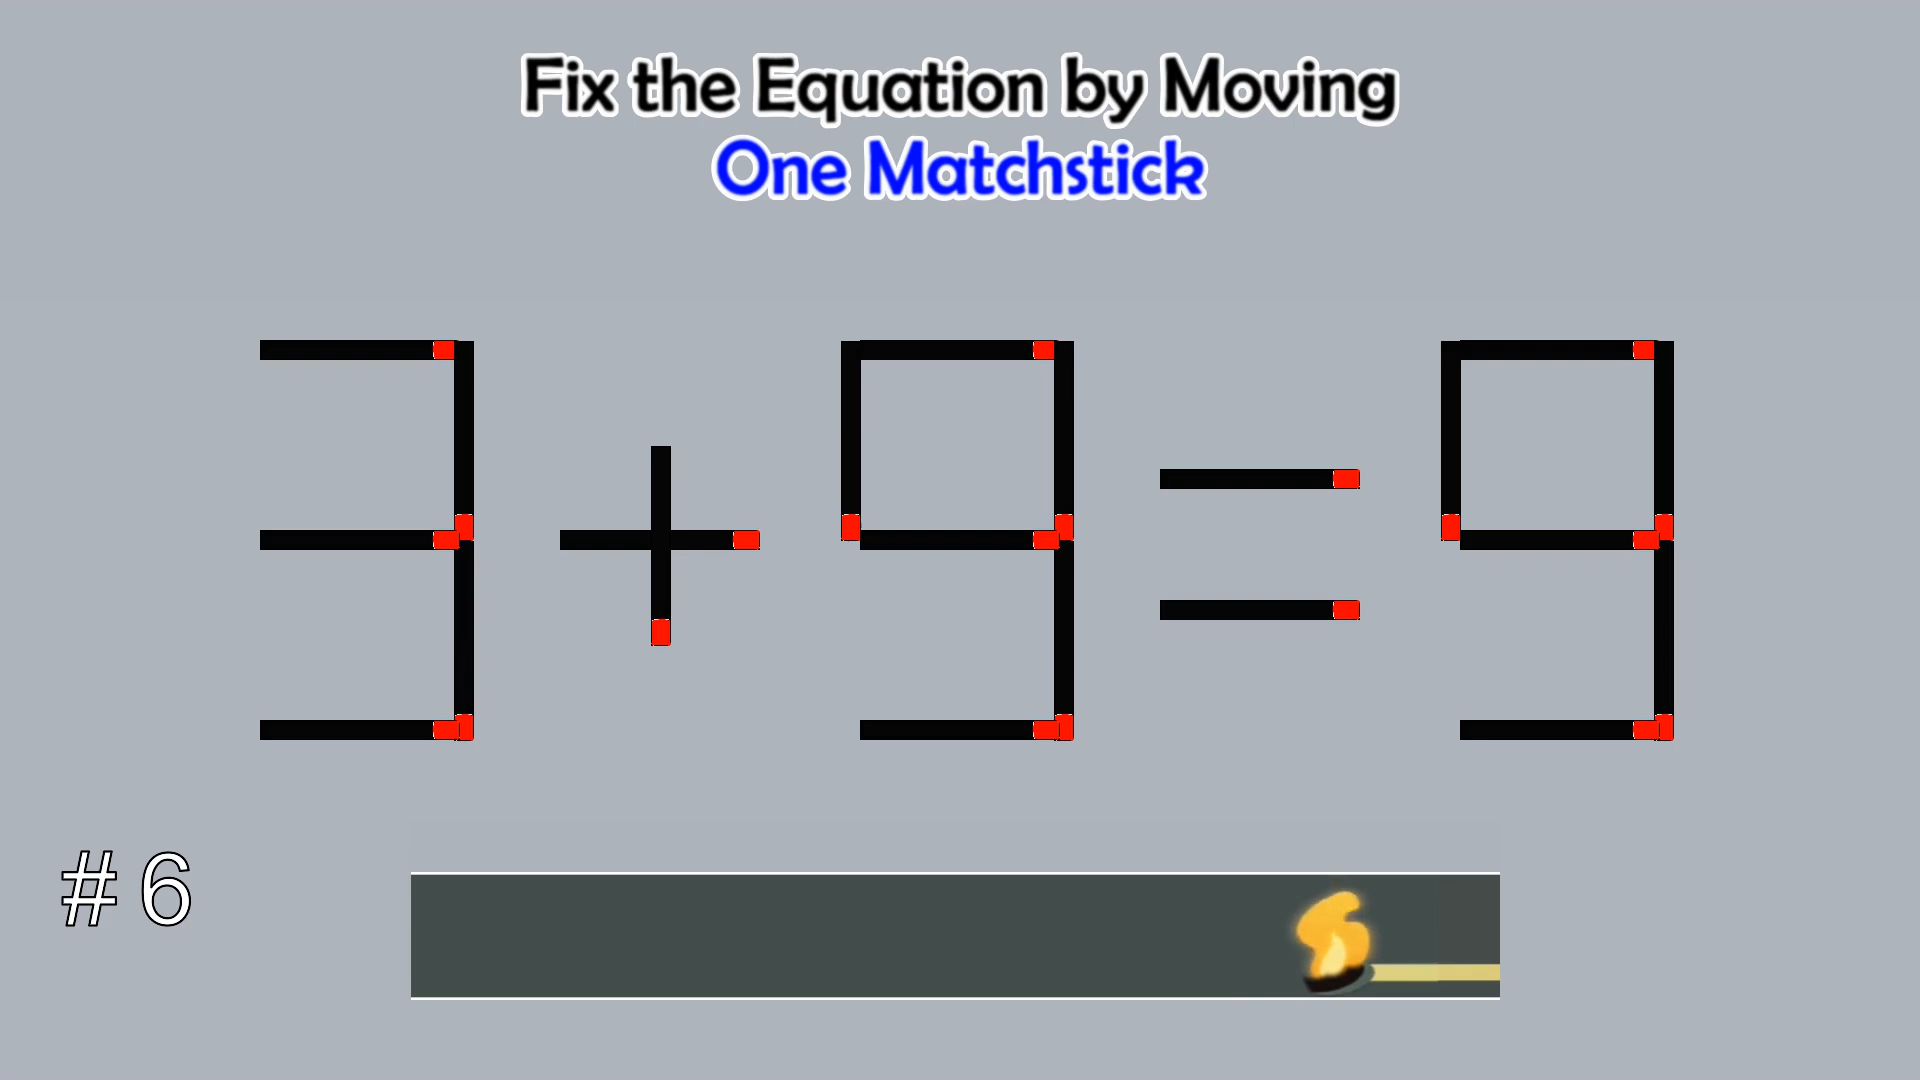 Fix the Equation by Moving
One Matchstick
3 + 9 = 9
# 6